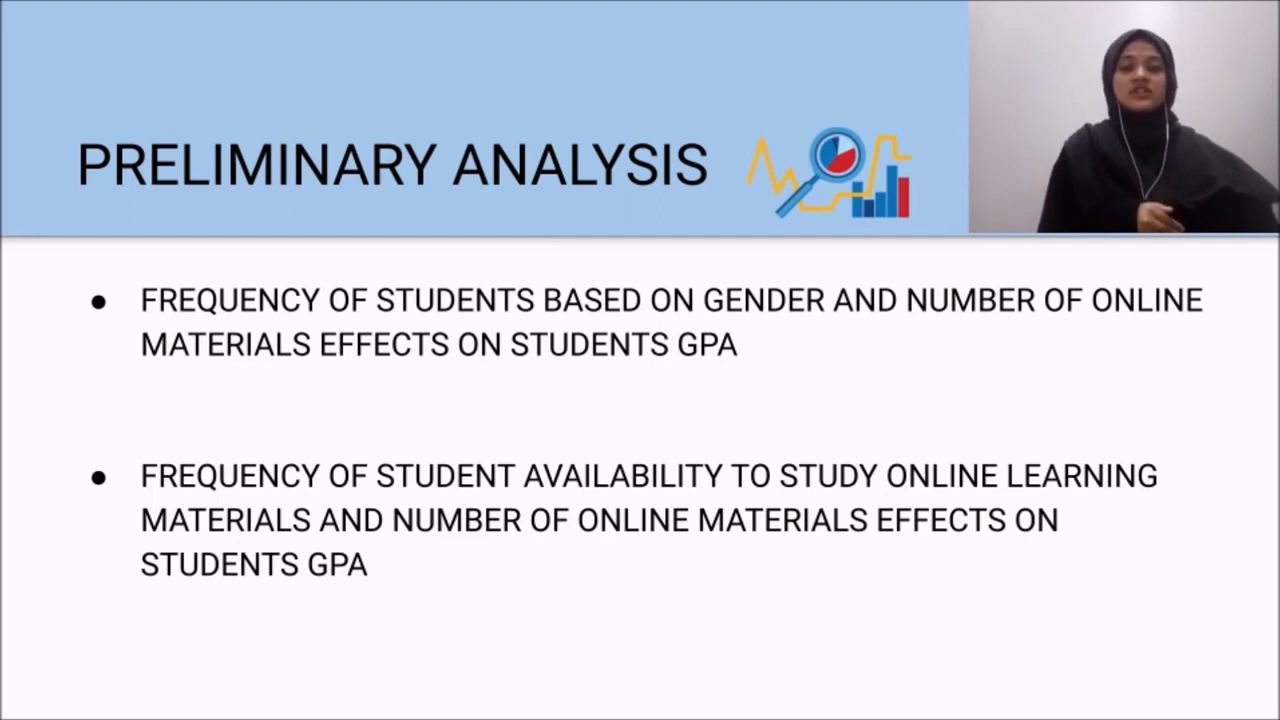 PRELIMINARY ANALYSIS
● FREQUENCY OF STUDENTS BASED ON GENDER AND NUMBER OF ONLINE
MATERIALS EFFECTS ON STUDENTS GPA
● FREQUENCY OF STUDENT AVAILABILITY TO STUDY ONLINE LEARNING
MATERIALS AND NUMBER OF ONLINE MATERIALS EFFECTS ON
STUDENTS GPA